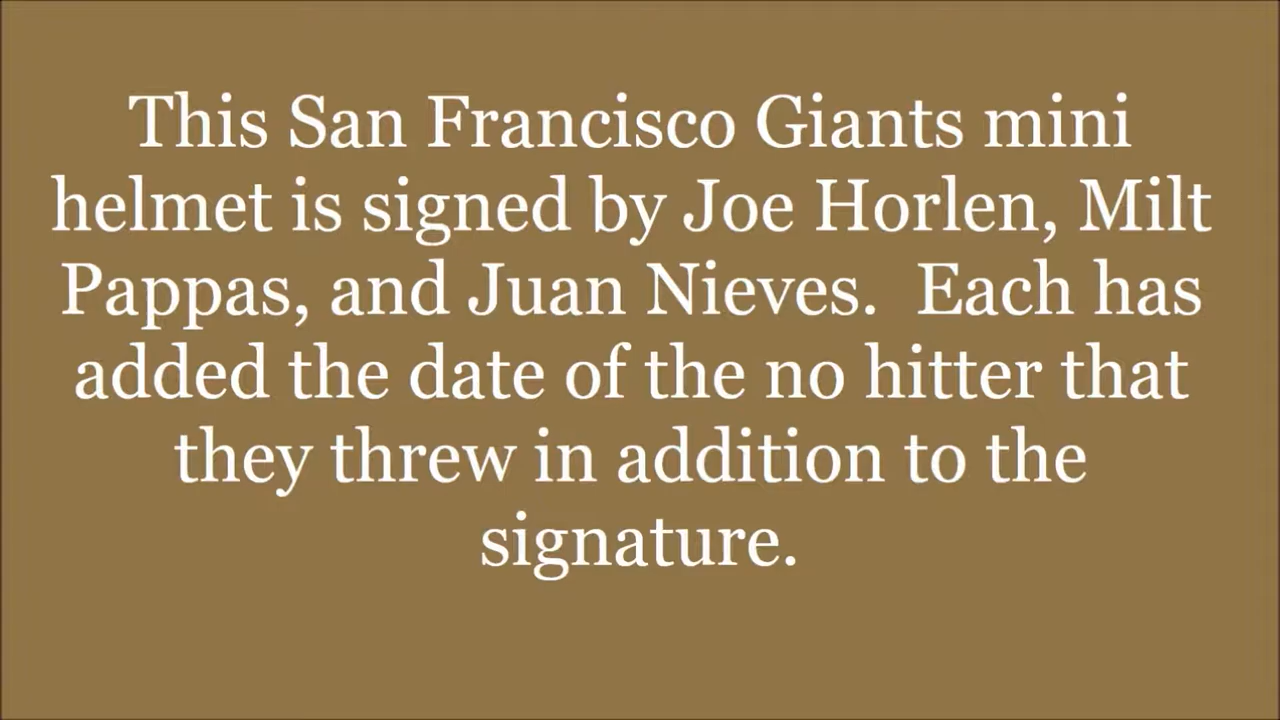 This San Francisco Giants mini
helmet is signed by Joe Horlen, Milt
Pappas, and Juan Nieves.  Each has
added the date of the no hitter that
they threw in addition to the
signature.